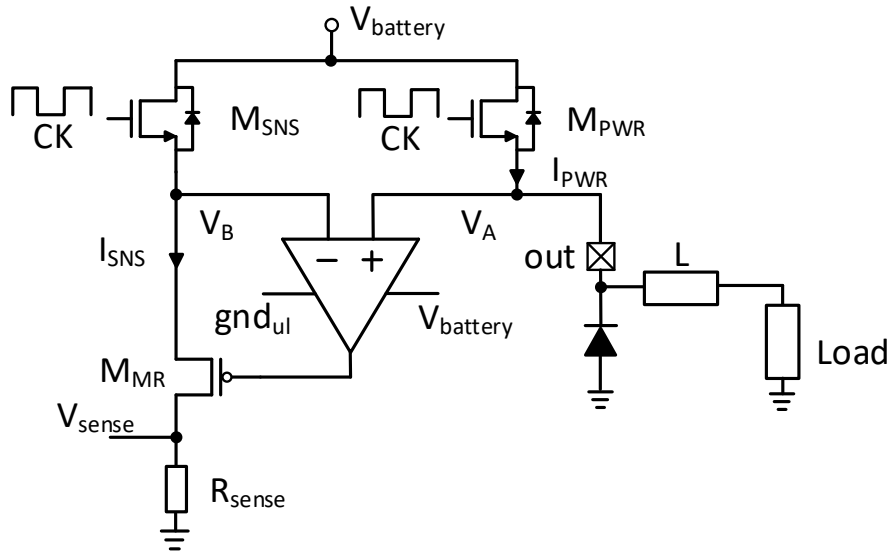 V_battery
CK
M_SNS
CK
M_PWR
I_PWR
V_B
V_A
I_SNS
− +
out
L
gnd_ul
V_battery
M_MR
Load
V_sense
R_sense